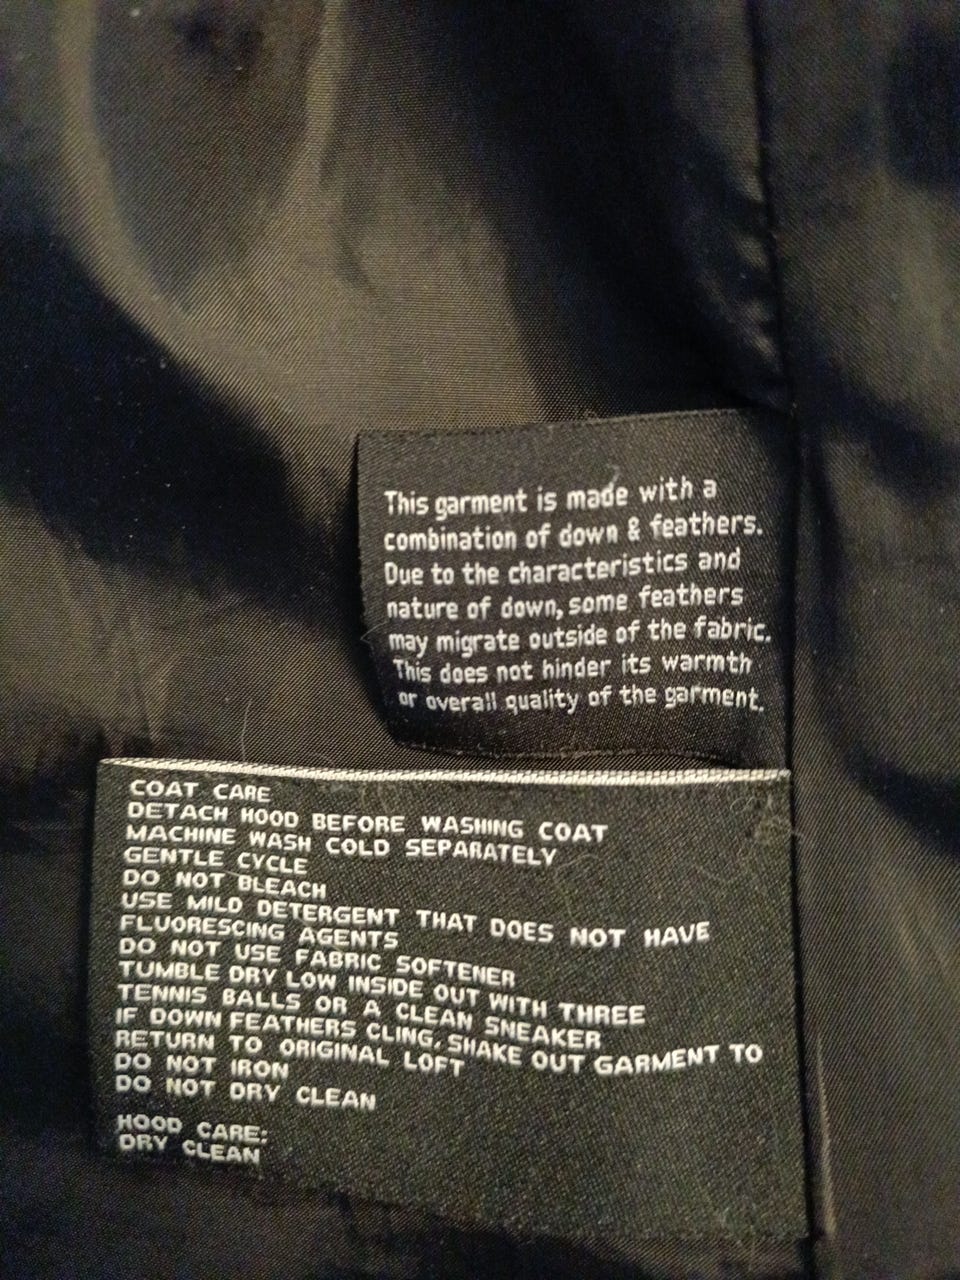 This garment is made with a
combination of down & feathers.
Due to the characteristics and
nature of down, some feathers
may migrate outside of the fabric.
This does not hinder its warmth
or overall quality of the garment.
COAT CARE
DETACH HOOD BEFORE WASHING COAT
MACHINE WASH COLD SEPARATELY
GENTLE CYCLE
DO NOT BLEACH
USE MILD DETERGENT THAT DOES NOT HAVE
FLUORESCING AGENTS
DO NOT USE FABRIC SOFTENER
TUMBLE DRY LOW INSIDE OUT WITH THREE
TENNIS BALLS OR A CLEAN SNEAKER
IF DOWN FEATHERS CLING, SHAKE OUT GARMENT TO
RETURN TO ORIGINAL LOFT
DO NOT IRON
DO NOT DRY CLEAN
HOOD CARE:
DRY CLEAN